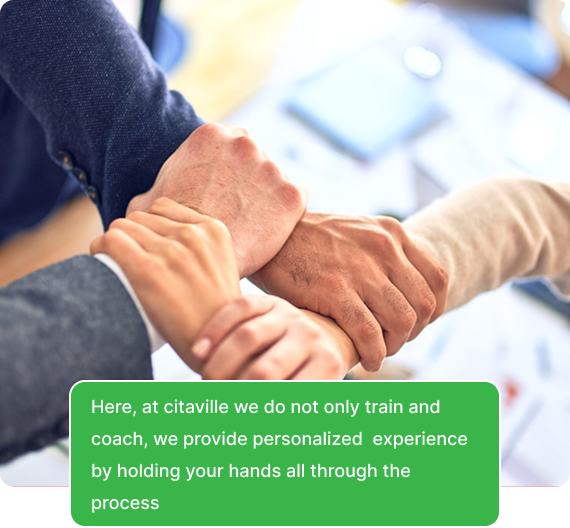 Here, at citaville we do not only train and
coach, we provide personalized  experience
by holding your hands all through the
process